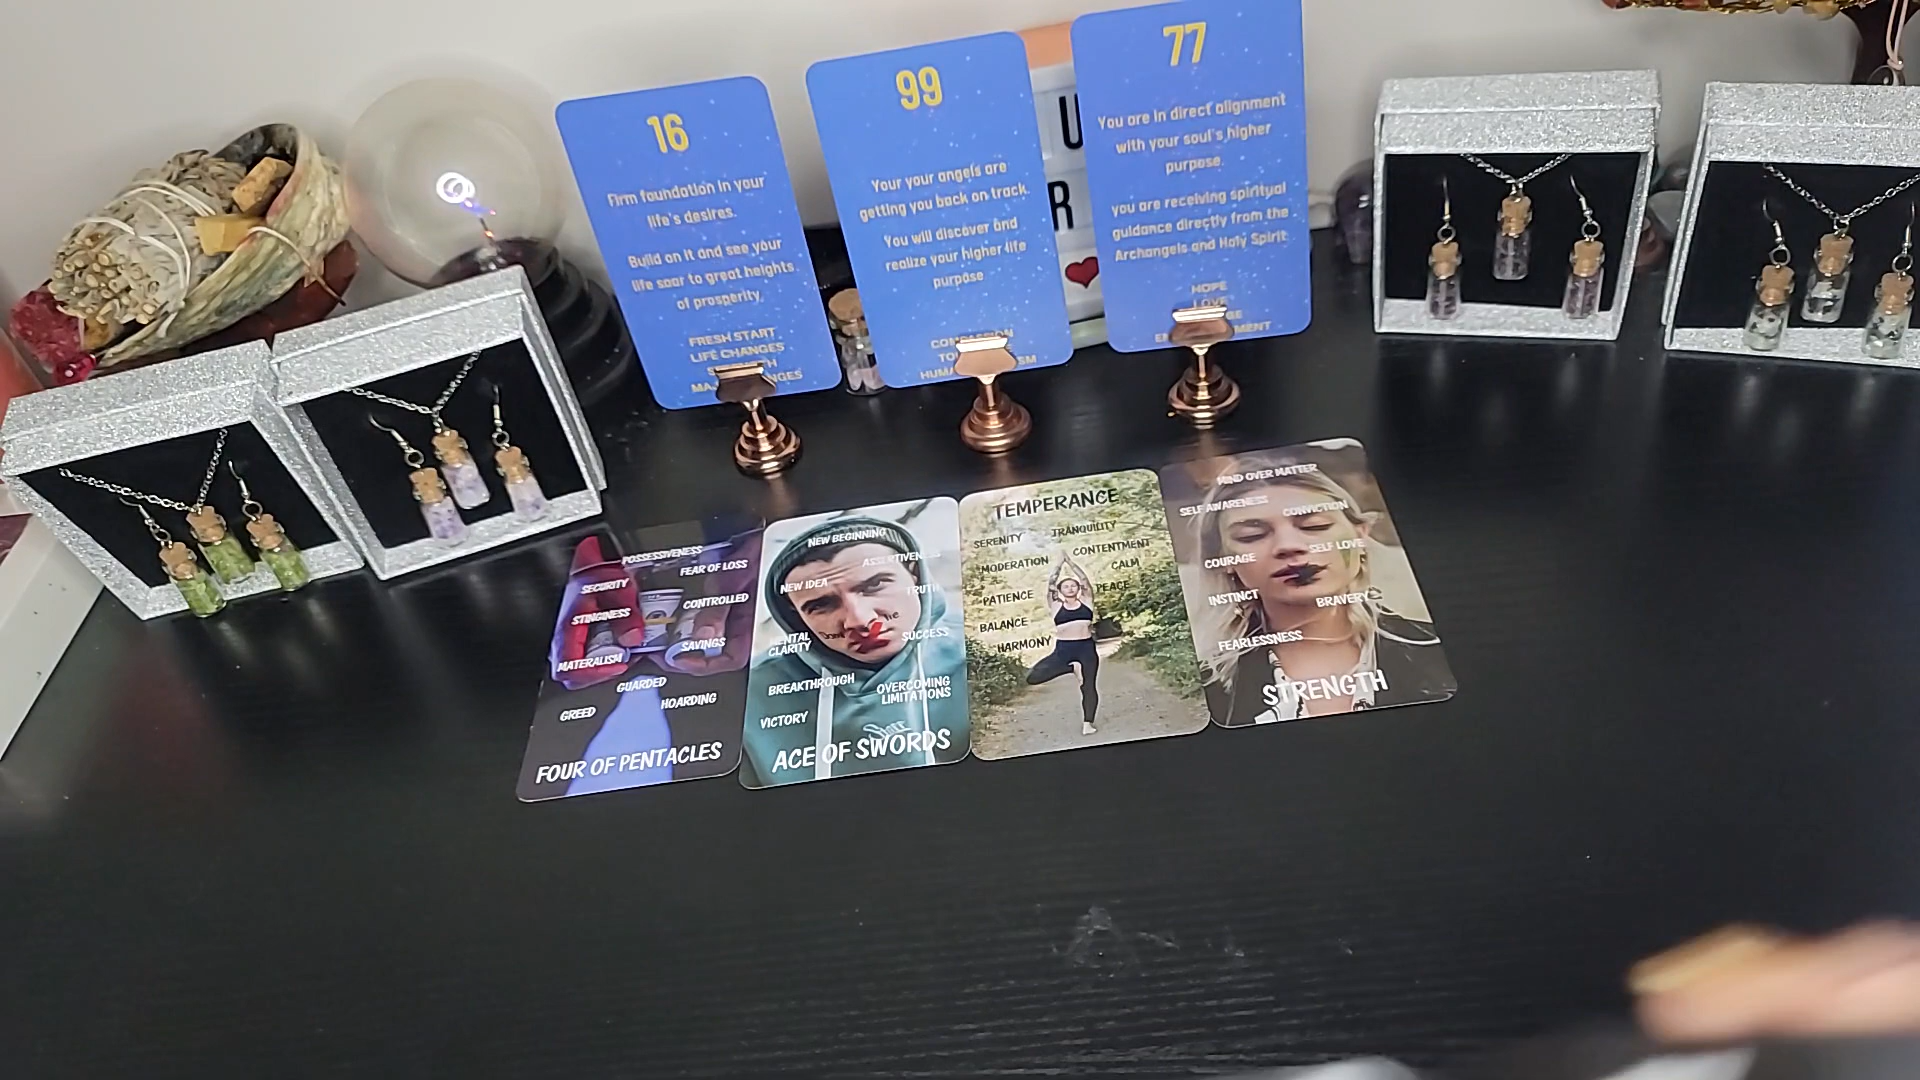 16
Firm foundation in your
life's desires.
Build on it and see your
life soar to great heights
of prosperity.
FRESH START
LIFE CHANGES
99
Your your angels are
getting you back on track.
You will discover and
realize your higher life
purpose
77
You are in direct alignment
with your soul's higher
purpose.
you are receiving spiritual
guidance directly from the
Archangels and Holy Spirit
HOPE
LOVE
U
R
POSSESSIVENESS
FEAR OF LOSS
SECURITY
CONTROLLED
STINGINESS
SAVINGS
MATERALISM
GUARDED
HOARDING
GREED
FOUR OF PENTACLES
NEW BEGINNING
ASSERTIVENESS
NEW IDEA
TRUTH
MENTAL
CLARITY
SUCCESS
BREAKTHROUGH
OVERCOMING
LIMITATIONS
VICTORY
ACE OF SWORDS
TEMPERANCE
SERENITY
TRANQUILITY
MODERATION
CONTENTMENT
CALM
PATIENCE
PEACE
BALANCE
HARMONY
MIND OVER MATTER
SELF AWARENESS
CONVICTION
COURAGE
SELF LOVE
INSTINCT
BRAVERY
FEARLESSNESS
STRENGTH